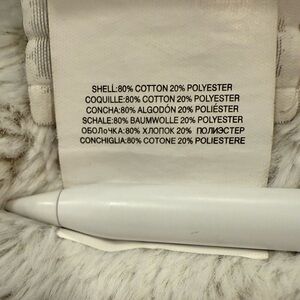 SHELL:80% COTTON 20% POLYESTER
COQUILLE:80% COTTON 20% POLYESTER
CONCHA:80% ALGODÓN 20% POLIÉSTER
SCHALE:80% BAUMWOLLE 20% POLYESTER
ОБОЛоЧКА:80% ХЛОПОК 20% ПОЛИЭСТЕР
CONCHIGLIA:80% COTONE 20% POLIESTERE